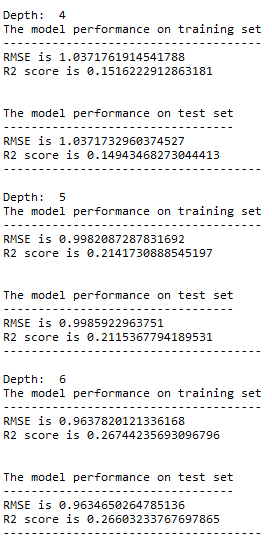 Depth:  4
The model performance on training set
-------------------------------------
RMSE is 1.0371761914541788
R2 score is 0.1516222912863181
The model performance on test set
---------------------------------
RMSE is 1.0371732960374527
R2 score is 0.14943468273044413
-------------------------------------
Depth:  5
The model performance on training set
-------------------------------------
RMSE is 0.9982087287831692
R2 score is 0.2141730888545197
The model performance on test set
---------------------------------
RMSE is 0.9985922963751
R2 score is 0.2115367794189531
-------------------------------------
Depth:  6
The model performance on training set
-------------------------------------
RMSE is 0.9637820121336168
R2 score is 0.26744235693096796
The model performance on test set
---------------------------------
RMSE is 0.9634650264785136
R2 score is 0.26603233767697865
-------------------------------------